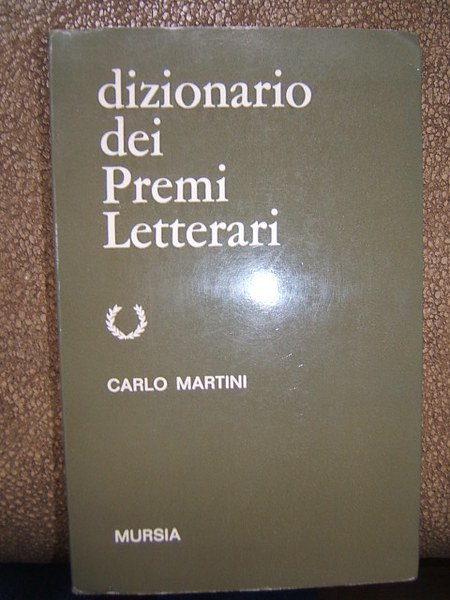 dizionario
dei
Premi
Letterari
CARLO MARTINI
MURSIA